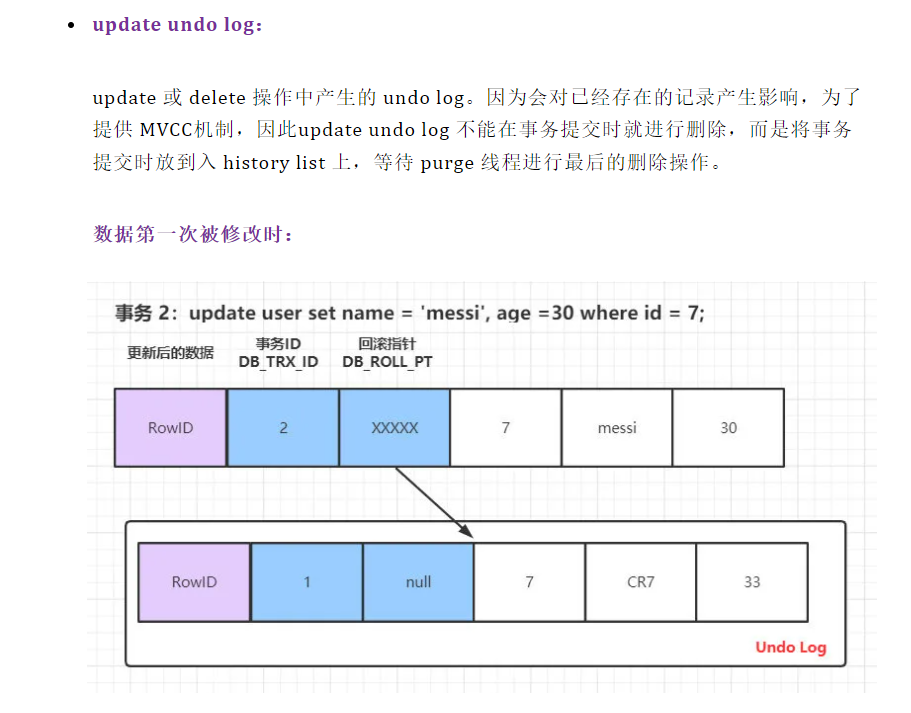 • update undo log:
update 或 delete 操作中产生的 undo log。因为会对已经存在的记录产生影响，为了
提供 MVCC机制，因此update undo log 不能在事务提交时就进行删除，而是将事务
提交时放到入 history list 上，等待 purge 线程进行最后的删除操作。
数据第一次被修改时：
事务 2：update user set name = 'messi', age =30 where id = 7;
更新后的数据 事务ID 回滚指针
DB_TRX_ID DB_ROLL_PT
RowID 2 XXXXX 7 messi 30
RowID 1 null 7 CR7 33
Undo Log